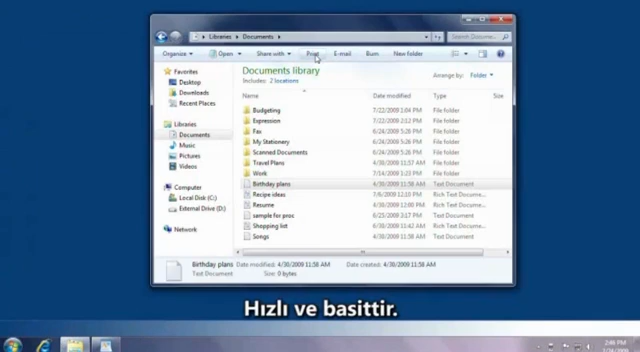 Libraries ▸ Documents ▸
Search Docume...
Organize ▾ Open ▾ Share with ▾ Print E-mail Burn New folder
Documents library
Includes: 2 locations
Arrange by: Folder ▾
Name Date modified Type Size
Favorites
Desktop
Downloads
Recent Places
Libraries
Documents
Music
Pictures
Videos
Computer
Local Disk (C:)
External Drive (D:)
Network
Budgeting 7/22/2009 1:04 PM File folder
Expression 7/22/2009 2:08 PM File folder
Fax 6/24/2009 5:26 PM File folder
My Stationery 6/24/2009 5:26 PM File folder
Scanned Documents 6/24/2009 5:26 PM File folder
Travel Plans 4/30/2009 11:57 AM File folder
Work 7/14/2009 1:23 PM File folder
Birthday plans 4/30/2009 11:58 AM Text Document
Recipe ideas 7/6/2009 12:10 PM Rich Text Docume...
Resume 4/30/2009 12:00 PM Rich Text Docume...
sample for proc 6/23/2009 3:17 PM Text Document
Shopping list 4/30/2009 11:42 AM Rich Text Docume...
Songs 4/30/2009 11:58 AM Text Document
Birthday plans Date modified: 4/30/2009 11:58 AM Date created: 4/30/2009 11:58 AM
Text Document Size: 0 bytes
Hızlı ve basittir.
2:46 PM